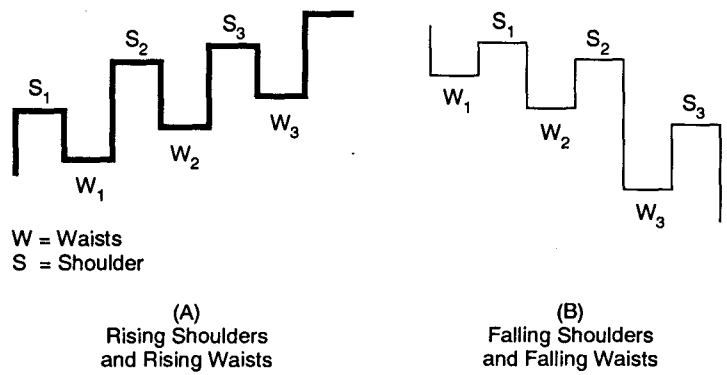 S1
S2
S3
W1
W2
W3
S1
S2
S3
W1
W2
W3
W = Waists
S = Shoulder
(A)
Rising Shoulders
and Rising Waists
(B)
Falling Shoulders
and Falling Waists